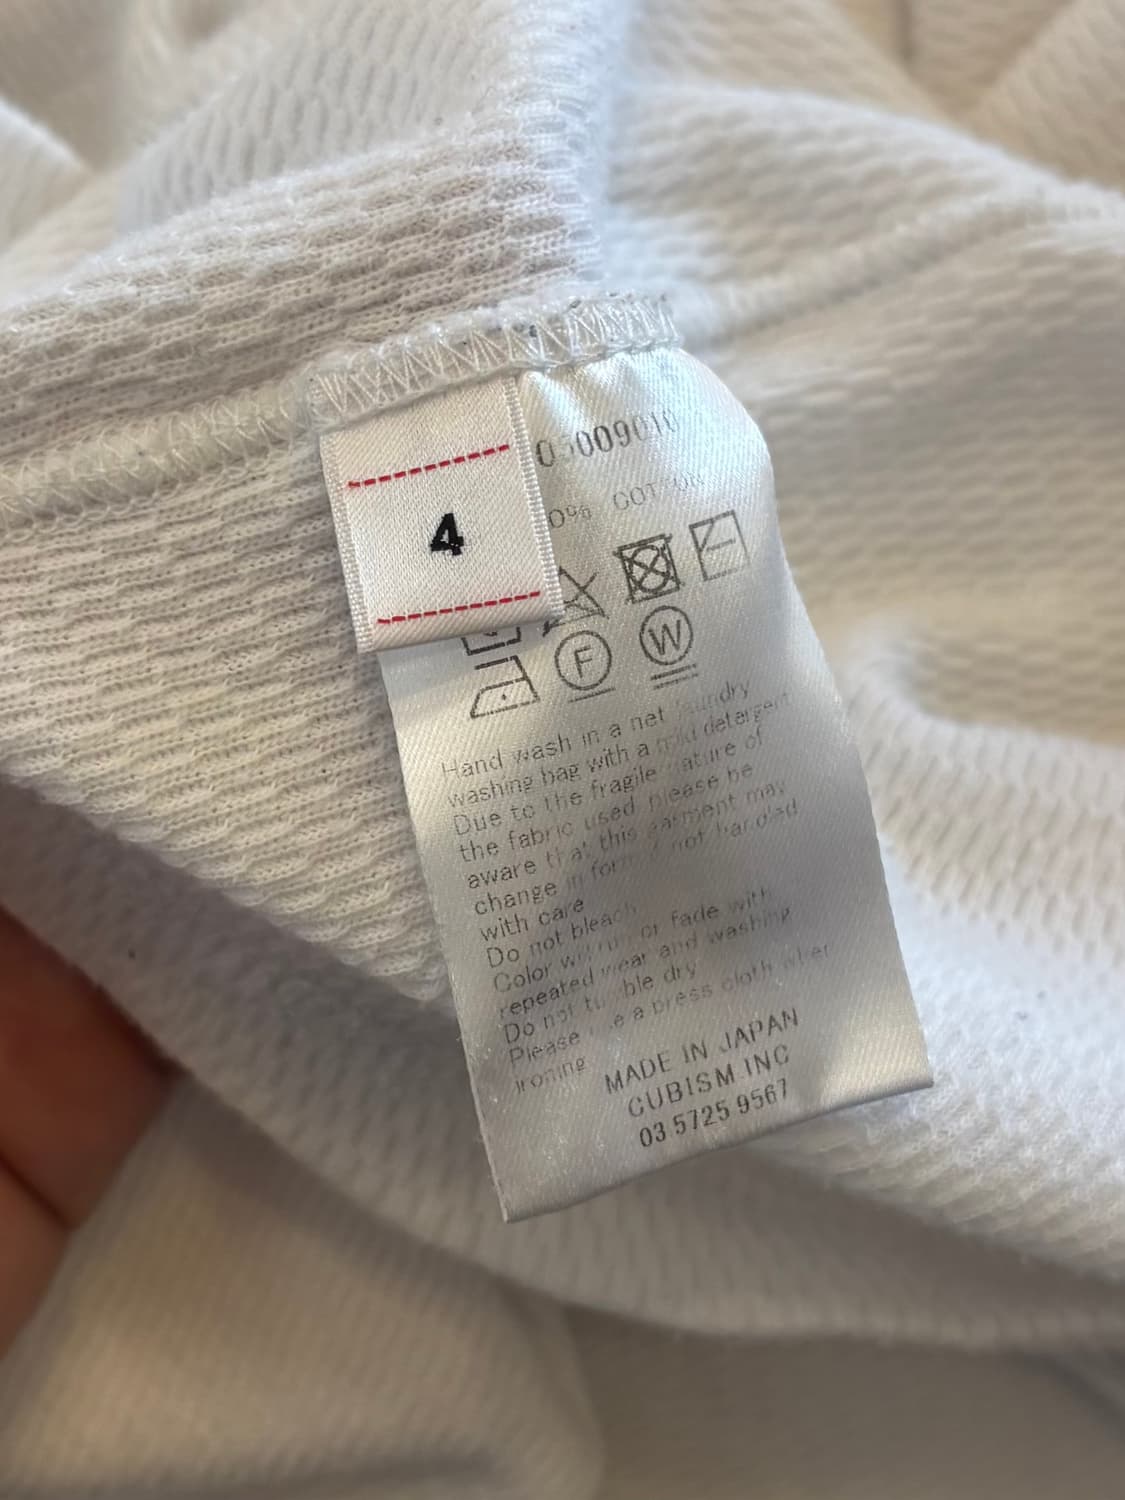 4
0% COTTON
F
W
Hand wash in a net laundry
washing bag with a mild detergent
Due to the fragile nature of
the fabric used please be
aware that this garment may
change in form if not handled
with care
Do not bleach
Color will run or fade with
repeated wear and washing
Do not tumble dry
Please use a press cloth when
ironing
MADE IN JAPAN
CUBISM INC
03 5725 9567